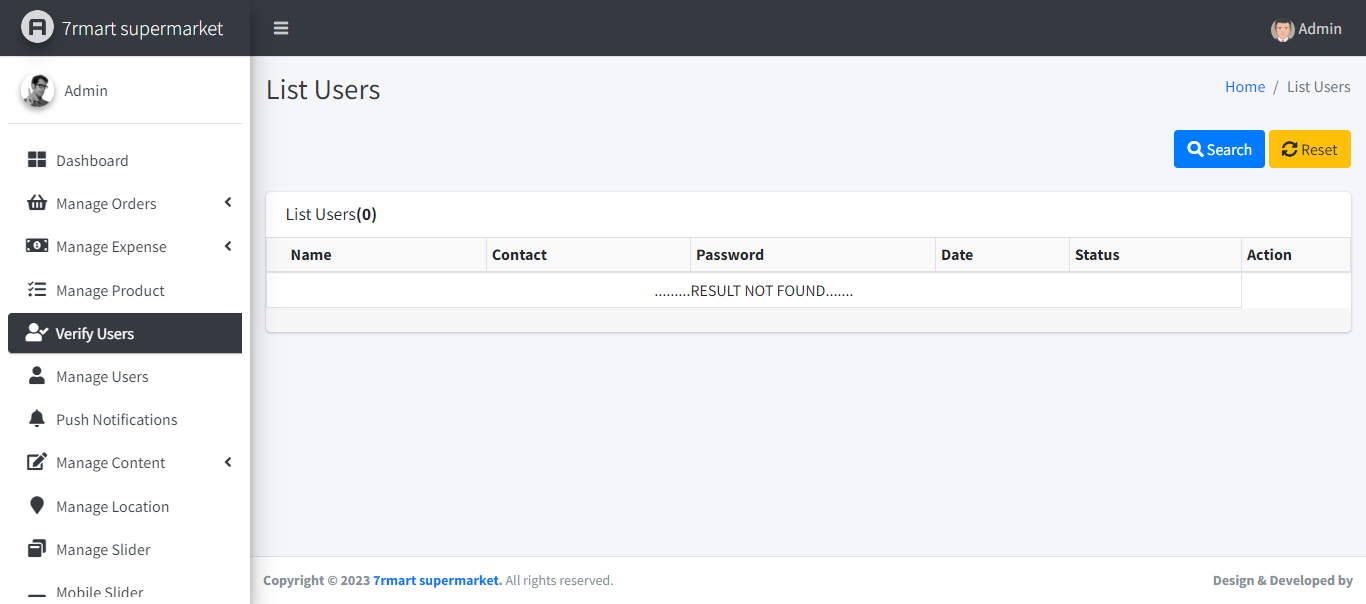 7rmart supermarket
Admin
Admin
Dashboard
Manage Orders
Manage Expense
Manage Product
Verify Users
Manage Users
Push Notifications
Manage Content
Manage Location
Manage Slider
Mobile Slider
List Users
Home / List Users
Search
Reset
List Users(0)
Name Contact Password Date Status Action
.........RESULT NOT FOUND.......
Copyright © 2023 7rmart supermarket. All rights reserved.
Design & Developed by